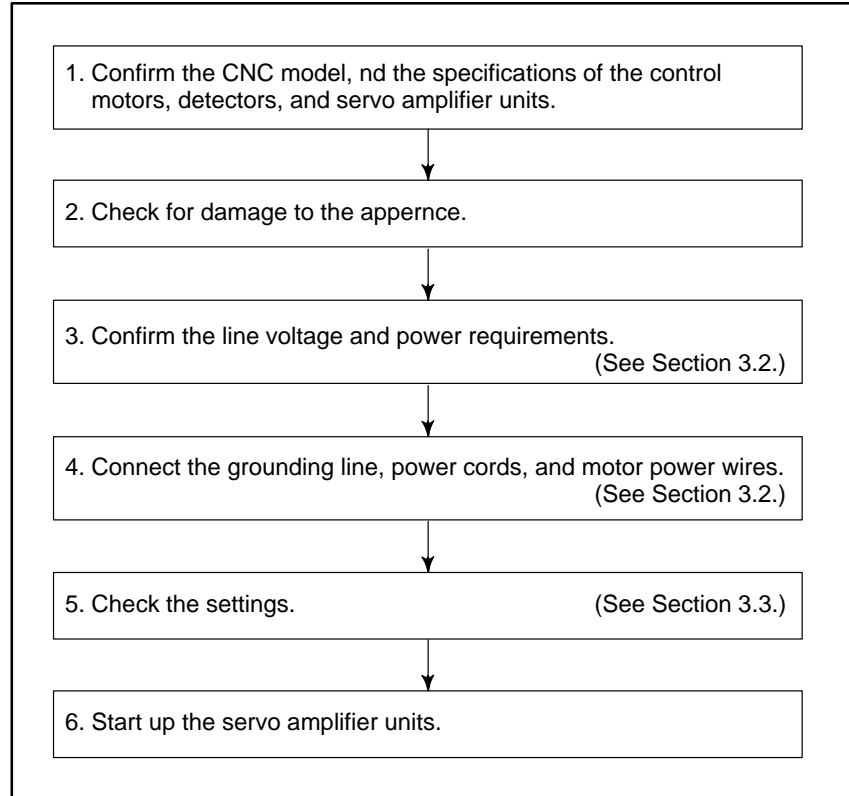 1. Confirm the CNC model, nd the specifications of the control
motors, detectors, and servo amplifier units.
2. Check for damage to the appernce.
3. Confirm the line voltage and power requirements.
(See Section 3.2.)
4. Connect the grounding line, power cords, and motor power wires.
(See Section 3.2.)
5. Check the settings. (See Section 3.3.)
6. Start up the servo amplifier units.